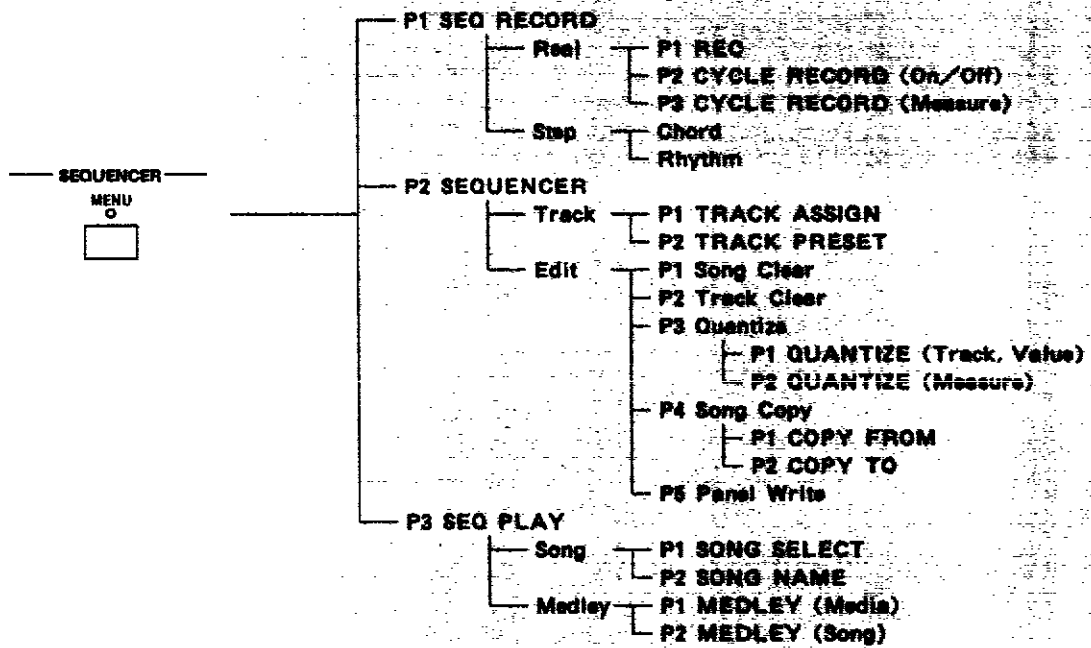 P1 SEQ RECORD
Real
P1 REC
P2 CYCLE RECORD (On/Off)
P3 CYCLE RECORD (Measure)
Step
Chord
Rhythm
SEQUENCER
MENU
P2 SEQUENCER
Track
P1 TRACK ASSIGN
P2 TRACK PRESET
Edit
P1 Song Clear
P2 Track Clear
P3 Quantize
P1 QUANTIZE (Track, Value)
P2 QUANTIZE (Measure)
P4 Song Copy
P1 COPY FROM
P2 COPY TO
P5 Panel Write
P3 SEQ PLAY
Song
P1 SONG SELECT
P2 SONG NAME
Medley
P1 MEDLEY (Media)
P2 MEDLEY (Song)